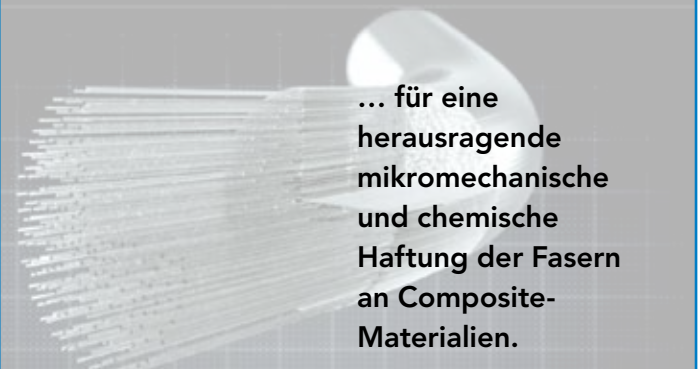 … für eine
herausragende
mikromechanische
und chemische
Haftung der Fasern
an Composite-
Materialien.